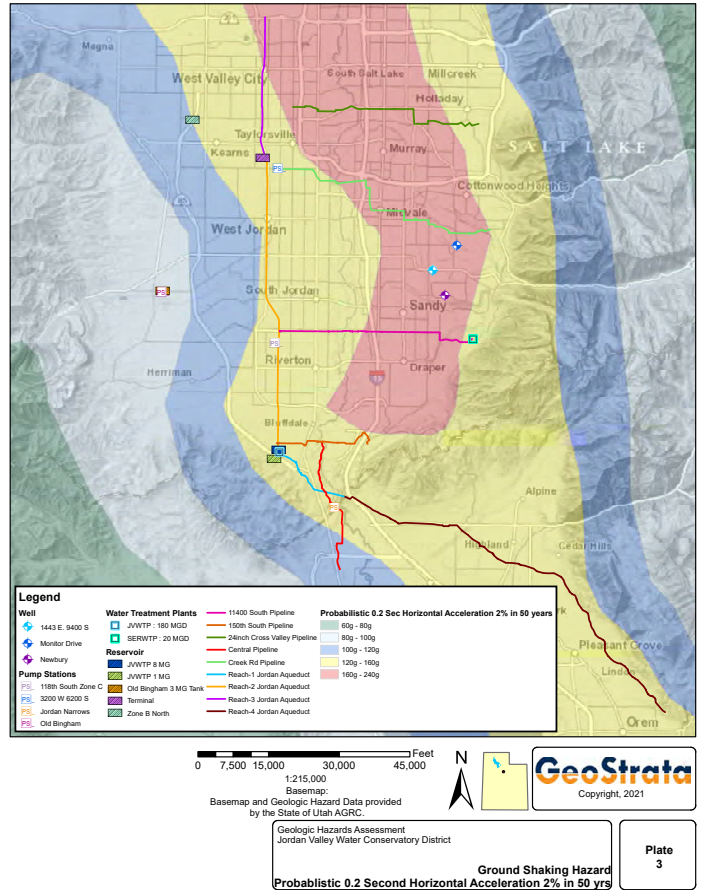 Magna
West Valley City
South Salt Lake
Millcreek
Holladay
Taylorsville
SALT LAKE
Kearns
Murray
PS
Cottonwood Heights
Midvale
West Jordan
South Jordan
PS
Sandy
PS
Riverton
Herriman
Draper
Bluffdale
Alpine
PS
Highland
Cedar Hills
Pleasant Grove
Lindon
Orem
Legend
Well
1443 E. 9400 S
Monitor Drive
Newbury
Pump Stations
PS 118th South Zone C
PS 3200 W 6200 S
PS Jordan Narrows
PS Old Bingham
Water Treatment Plants
JVWTP : 180 MGD
SERWTP : 20 MGD
Reservoir
JVWTP 8 MG
JVWTP 1 MG
Old Bingham 3 MG Tank
Terminal
Zone B North
11400 South Pipeline
150th South Pipeline
24inch Cross Valley Pipeline
Central Pipeline
Creek Rd Pipeline
Reach-1 Jordan Aqueduct
Reach-2 Jordan Aqueduct
Reach-3 Jordan Aqueduct
Reach-4 Jordan Aqueduct
Probabilistic 0.2 Sec Horizontal Acceleration 2% in 50 years
60g - 80g
80g - 100g
100g - 120g
120g - 160g
160g - 240g
Feet
0 7,500 15,000 30,000 45,000
1:215,000
Basemap:
Basemap and Geologic Hazard Data provided
by the State of Utah AGRC.
N
GeoStrata
Copyright, 2021
Geologic Hazards Assessment
Jordan Valley Water Conservatory District
Ground Shaking Hazard
Probablistic 0.2 Second Horizontal Acceleration 2% in 50 yrs
Plate
3